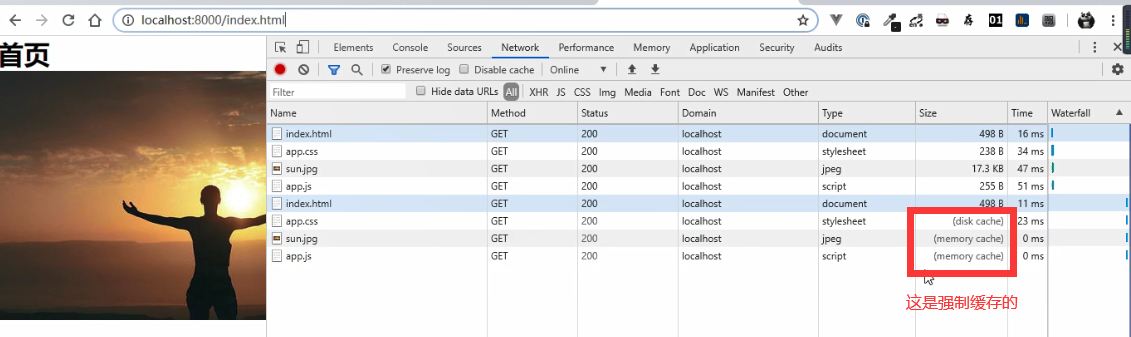 localhost:8000/index.html
首页
Elements Console Sources Network Performance Memory Application Security Audits
Preserve log Disable cache Online
Filter Hide data URLs All XHR JS CSS Img Media Font Doc WS Manifest Other
Name Method Status Domain Type Size Time Waterfall
index.html GET 200 localhost document 498 B 16 ms
app.css GET 200 localhost stylesheet 238 B 34 ms
sun.jpg GET 200 localhost jpeg 17.3 KB 47 ms
app.js GET 200 localhost script 255 B 51 ms
index.html GET 200 localhost document 498 B 11 ms
app.css GET 200 localhost stylesheet (disk cache) 23 ms
sun.jpg GET 200 localhost jpeg (memory cache) 0 ms
app.js GET 200 localhost script (memory cache) 0 ms
这是强制缓存的